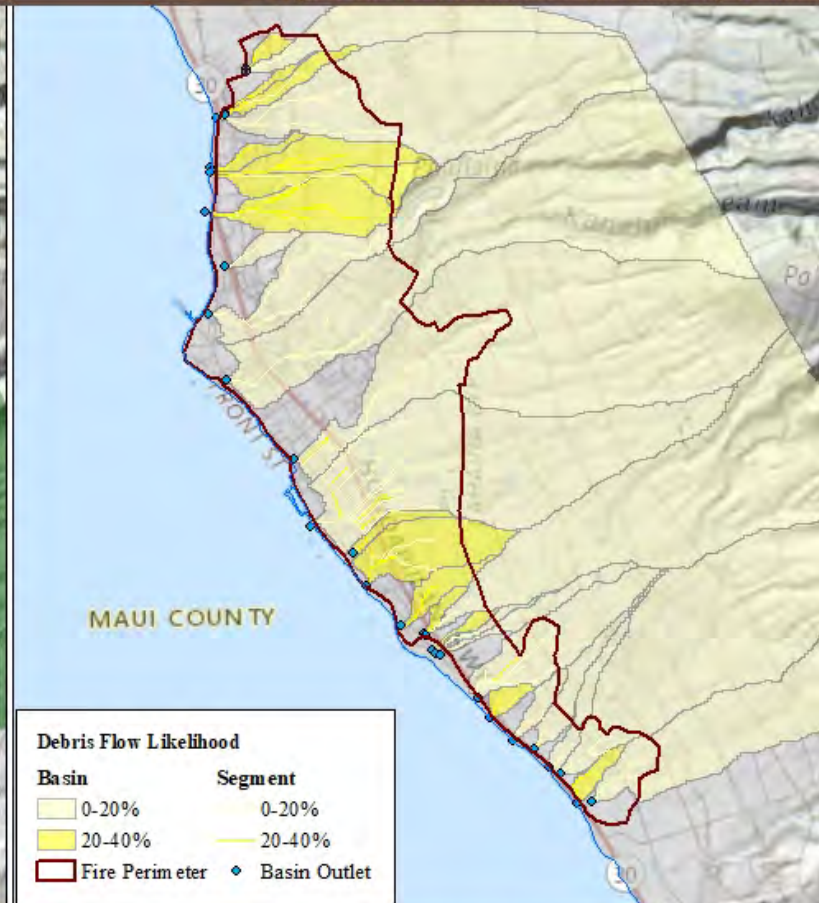 30
Stream
FRONT ST
MAUI COUNTY
Debris Flow Likelihood
Basin Segment
0-20% 0-20%
20-40% 20-40%
Fire Perimeter Basin Outlet
30